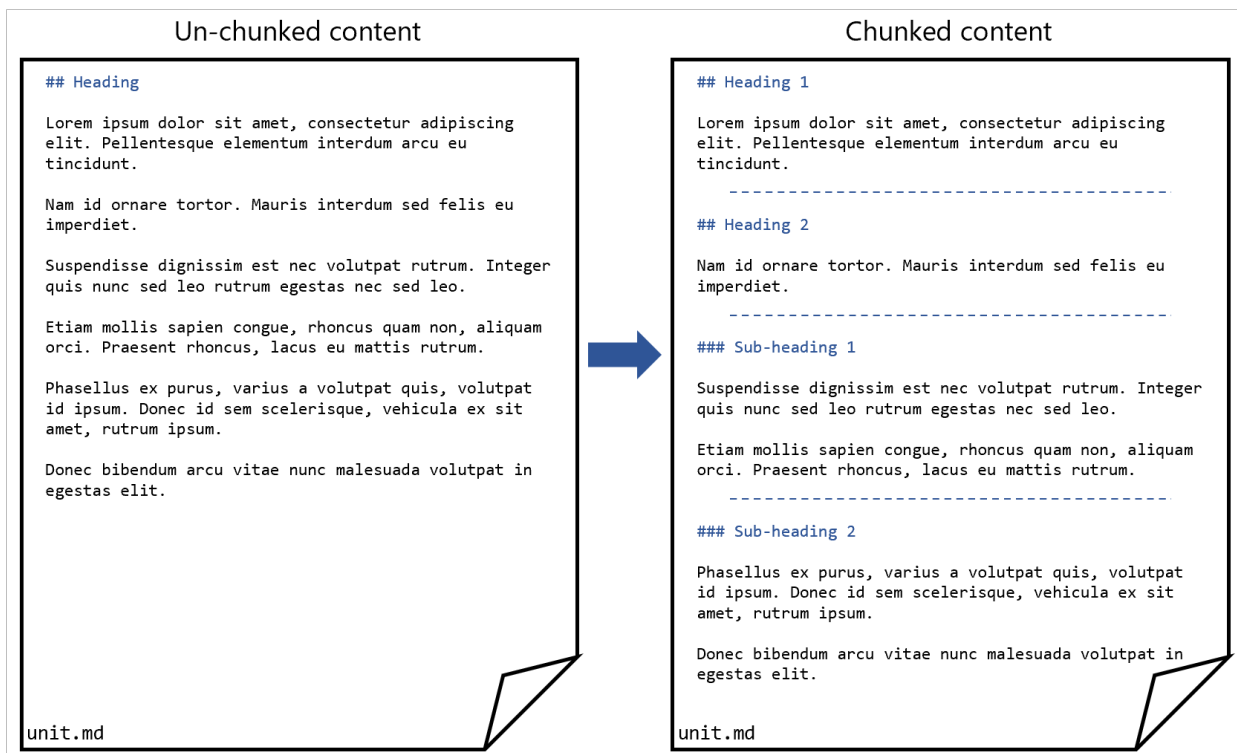 Un-chunked content
## Heading
Lorem ipsum dolor sit amet, consectetur adipiscing
elit. Pellentesque elementum interdum arcu eu
tincidunt.
Nam id ornare tortor. Mauris interdum sed felis eu
imperdiet.
Suspendisse dignissim est nec volutpat rutrum. Integer
quis nunc sed leo rutrum egestas nec sed leo.
Etiam mollis sapien congue, rhoncus quam non, aliquam
orci. Praesent rhoncus, lacus eu mattis rutrum.
Phasellus ex purus, varius a volutpat quis, volutpat
id ipsum. Donec id sem scelerisque, vehicula ex sit
amet, rutrum ipsum.
Donec bibendum arcu vitae nunc malesuada volutpat in
egestas elit.
unit.md
Chunked content
## Heading 1
Lorem ipsum dolor sit amet, consectetur adipiscing
elit. Pellentesque elementum interdum arcu eu
tincidunt.
## Heading 2
Nam id ornare tortor. Mauris interdum sed felis eu
imperdiet.
### Sub-heading 1
Suspendisse dignissim est nec volutpat rutrum. Integer
quis nunc sed leo rutrum egestas nec sed leo.
Etiam mollis sapien congue, rhoncus quam non, aliquam
orci. Praesent rhoncus, lacus eu mattis rutrum.
### Sub-heading 2
Phasellus ex purus, varius a volutpat quis, volutpat
id ipsum. Donec id sem scelerisque, vehicula ex sit
amet, rutrum ipsum.
Donec bibendum arcu vitae nunc malesuada volutpat in
egestas elit.
unit.md